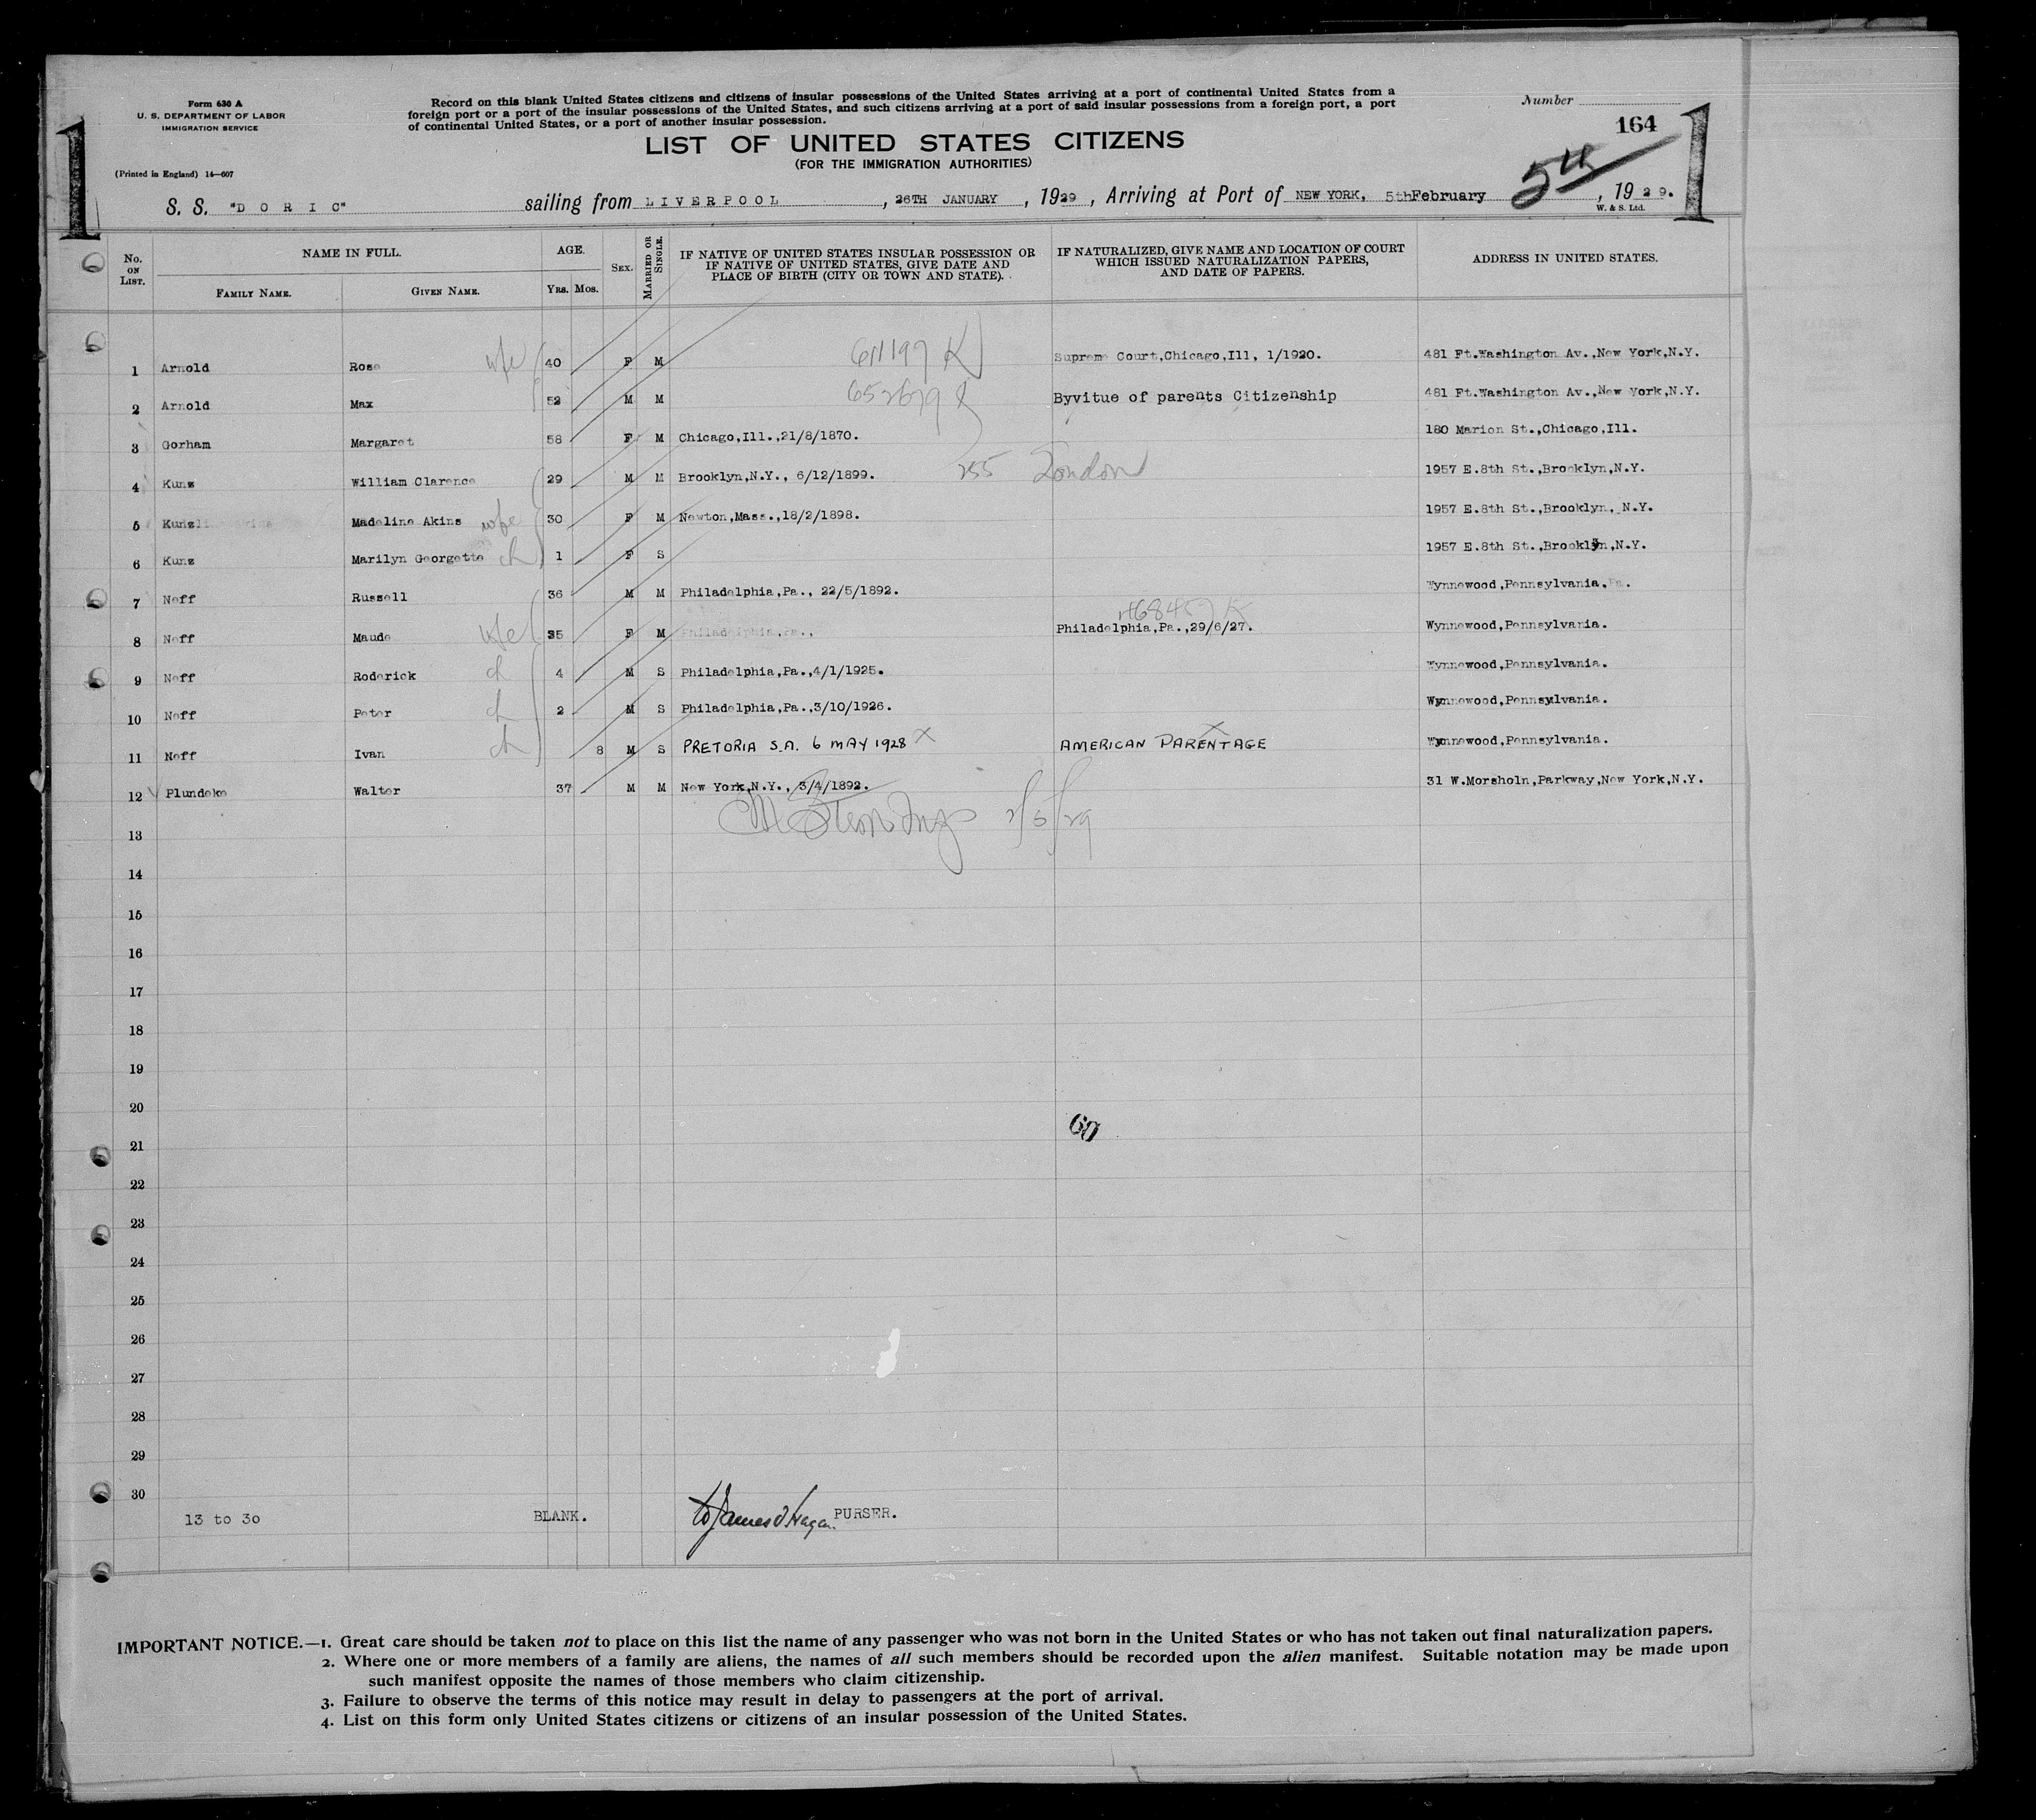 Form 630 A
U. S. DEPARTMENT OF LABOR
IMMIGRATION SERVICE
(Printed in England) 14—607
Record on this blank United States citizens and citizens of insular possessions of the United States arriving at a port of continental United States from a
foreign port or a port of the insular possessions of the United States, and such citizens arriving at a port of said insular possessions from a foreign port, a port
of continental United States, or a port of another insular possession.
Number
164
1
1
LIST OF UNITED STATES CITIZENS
(FOR THE IMMIGRATION AUTHORITIES)
5th
S. S. "DORIC" sailing from LIVERPOOL, 26TH JANUARY, 1929, Arriving at Port of NEW YORK, 5thFebruary, 1929.
W. & S. Ltd.
No. ON LIST. NAME IN FULL. FAMILY NAME. GIVEN NAME. AGE. YRS. MOS. SEX. MARRIED OR SINGLE. IF NATIVE OF UNITED STATES INSULAR POSSESSION OR IF NATIVE OF UNITED STATES, GIVE DATE AND PLACE OF BIRTH (CITY OR TOWN AND STATE). IF NATURALIZED, GIVE NAME AND LOCATION OF COURT WHICH ISSUED NATURALIZATION PAPERS, AND DATE OF PAPERS. ADDRESS IN UNITED STATES.
1 Arnold Rose wife 40 F M 611197 K Supreme Court,Chicago,Ill, 1/1920. 481 Ft.Washington Av.,New York,N.Y.
2 Arnold Max 52 M M 652679 Byvitue of parents Citizenship 481 Ft.Washington Av.,New York,N.Y.
3 Gorham Margaret 58 F M Chicago,Ill.,21/8/1870. 180 Marion St.,Chicago,Ill.
4 Kunz William Clarence 29 M M Brooklyn,N.Y., 6/12/1899. 255 London 1957 E.8th St.,Brooklyn,N.Y.
5 Kunz Madeline Akins wife 30 F M Newton,Mass.,18/2/1898. 1957 E.8th St.,Brooklyn, N.Y.
6 Kunz Marilyn Georgette ch 1 F S 1957 E.8th St.,Brooklyn,N.Y.
7 Neff Russell 36 M M Philadelphia,Pa., 22/5/1892. Wynnewood,Pennsylvania.
8 Neff Maude wife 35 F M Philadelphia,Pa., 468457 K Philadelphia,Pa.,29/6/27. Wynnewood,Pennsylvania.
9 Neff Roderick ch 4 M S Philadelphia,Pa.,4/1/1925. Wynnewood,Pennsylvania.
10 Neff Peter ch 2 M S Philadelphia,Pa.,3/10/1926. Wynnewood,Pennsylvania.
11 Neff Ivan ch 8 M S PRETORIA S.A. 6 MAY 1928 X AMERICAN PARENTAGE X Wynnewood,Pennsylvania.
12 Plundeke Walter 37 M M New York,N.Y., 3/4/1892. 31 W.Morsholn,Parkway,New York,N.Y.
2/5/29
13
14
15
16
17
18
19
20
60
21
22
23
24
25
26
27
28
29
30
13 to 30 BLANK. PURSER.
IMPORTANT NOTICE.—1. Great care should be taken not to place on this list the name of any passenger who was not born in the United States or who has not taken out final naturalization papers.
2. Where one or more members of a family are aliens, the names of all such members should be recorded upon the alien manifest. Suitable notation may be made upon
such manifest opposite the names of those members who claim citizenship.
3. Failure to observe the terms of this notice may result in delay to passengers at the port of arrival.
4. List on this form only United States citizens or citizens of an insular possession of the United States.